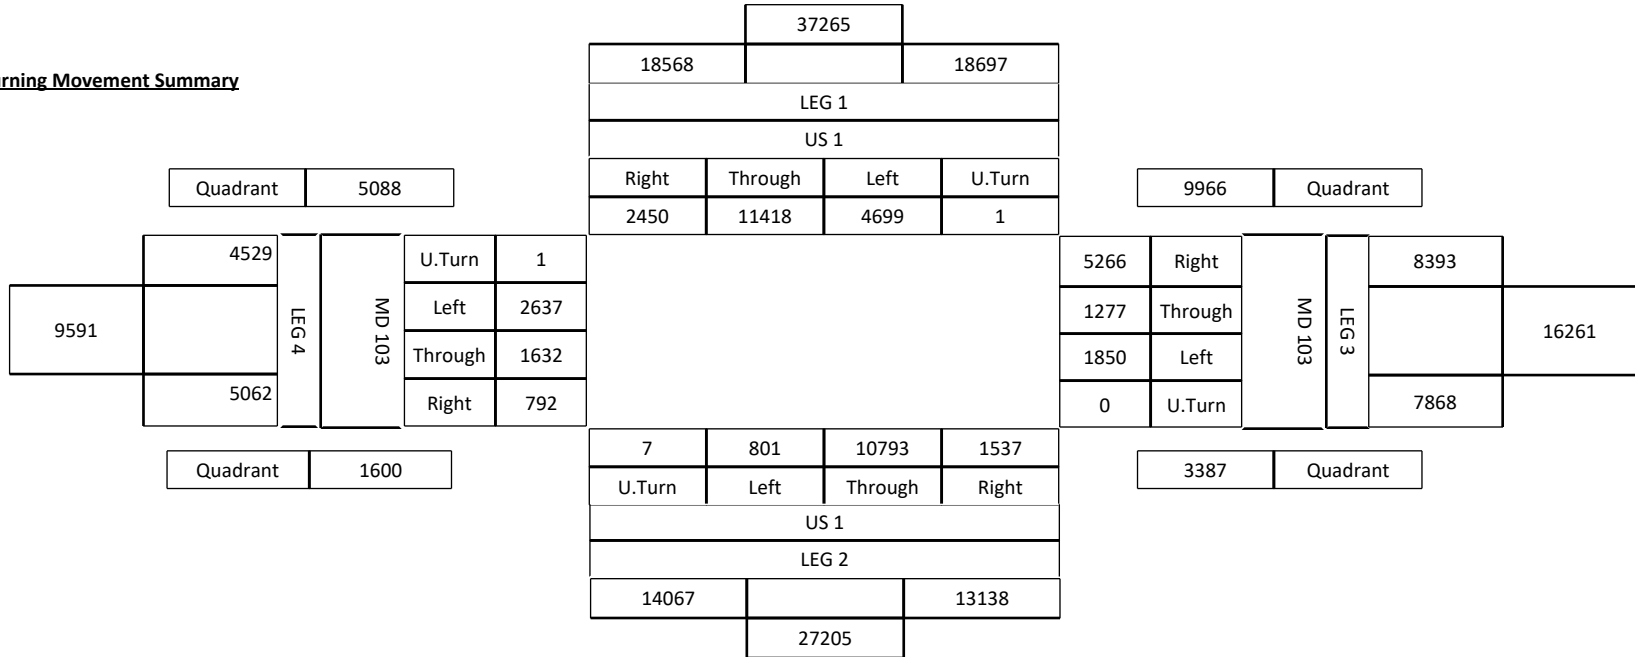 37265
18568 18697
rning Movement Summary
LEG 1
US 1
Right Through Left U.Turn
Quadrant 5088
9966 Quadrant
2450 11418 4699 1
4529 U.Turn 1
5266 Right 8393
9591 LEG 4 MD 103 Left 2637
1277 Through MD 103 LEG 3 16261
Through 1632
1850 Left
5062 Right 792
0 U.Turn 7868
7 801 10793 1537
Quadrant 1600
3387 Quadrant
U.Turn Left Through Right
US 1
LEG 2
14067 13138
27205